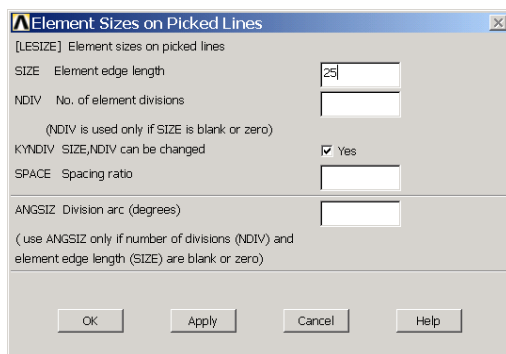 Element Sizes on Picked Lines
[LESIZE] Element sizes on picked lines
SIZE Element edge length 25
NDIV No. of element divisions
(NDIV is used only if SIZE is blank or zero)
KYNDIV SIZE,NDIV can be changed Yes
SPACE Spacing ratio
ANGSIZ Division arc (degrees)
( use ANGSIZ only if number of divisions (NDIV) and
element edge length (SIZE) are blank or zero)
OK Apply Cancel Help